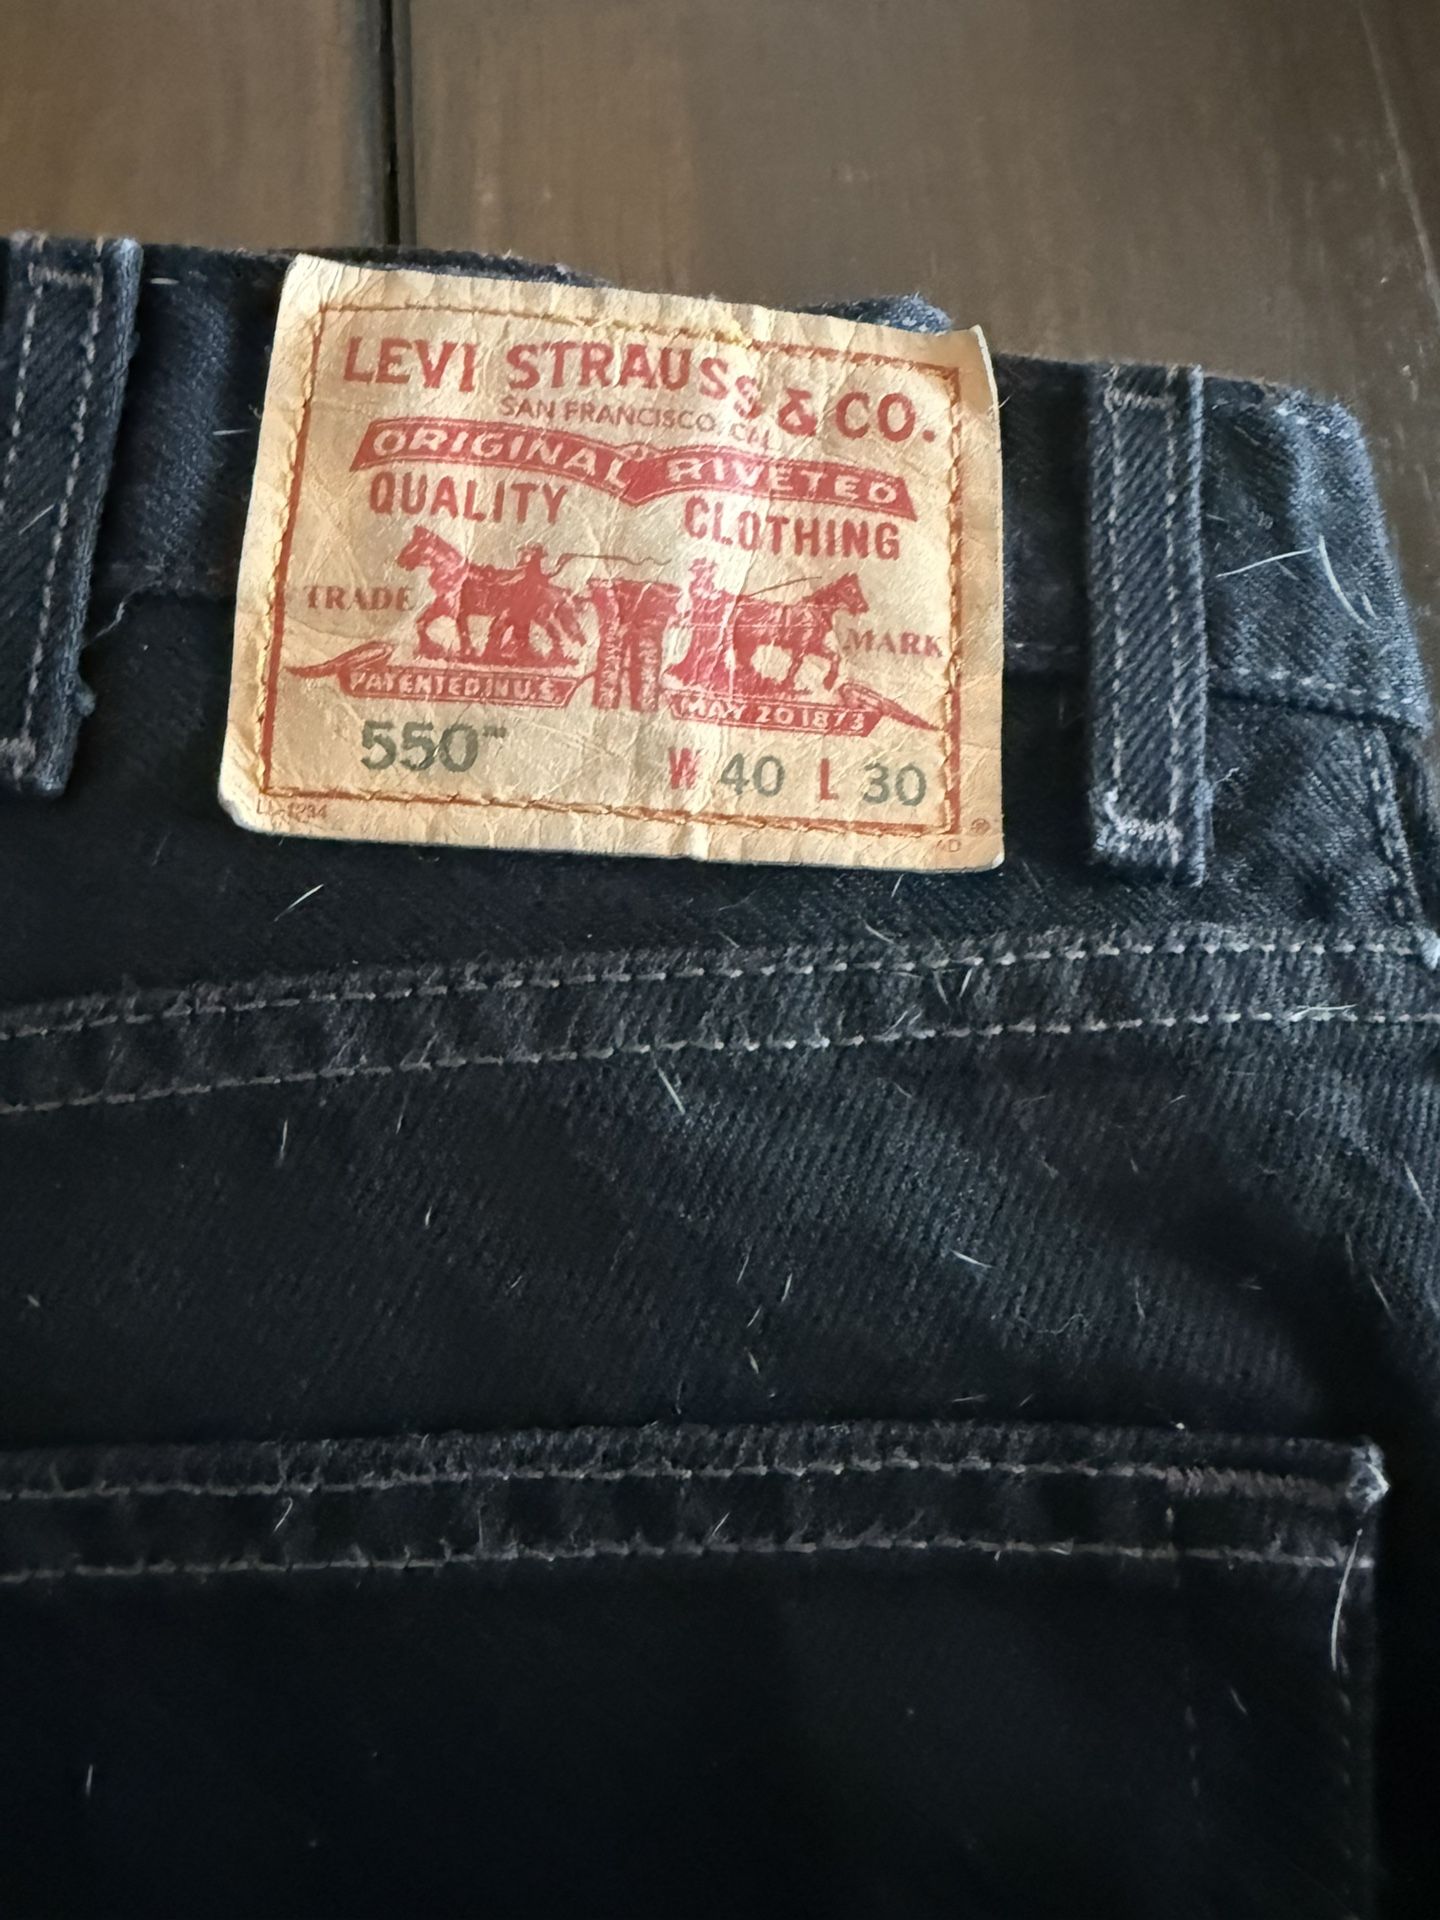 LEVI STRAUSS & CO.
SAN FRANCISCO, CAL.
ORIGINAL RIVETED
QUALITY CLOTHING
TRADE MARK
PATENTED IN U.S. MAY 20 1873
550™ W 40 L 30
®